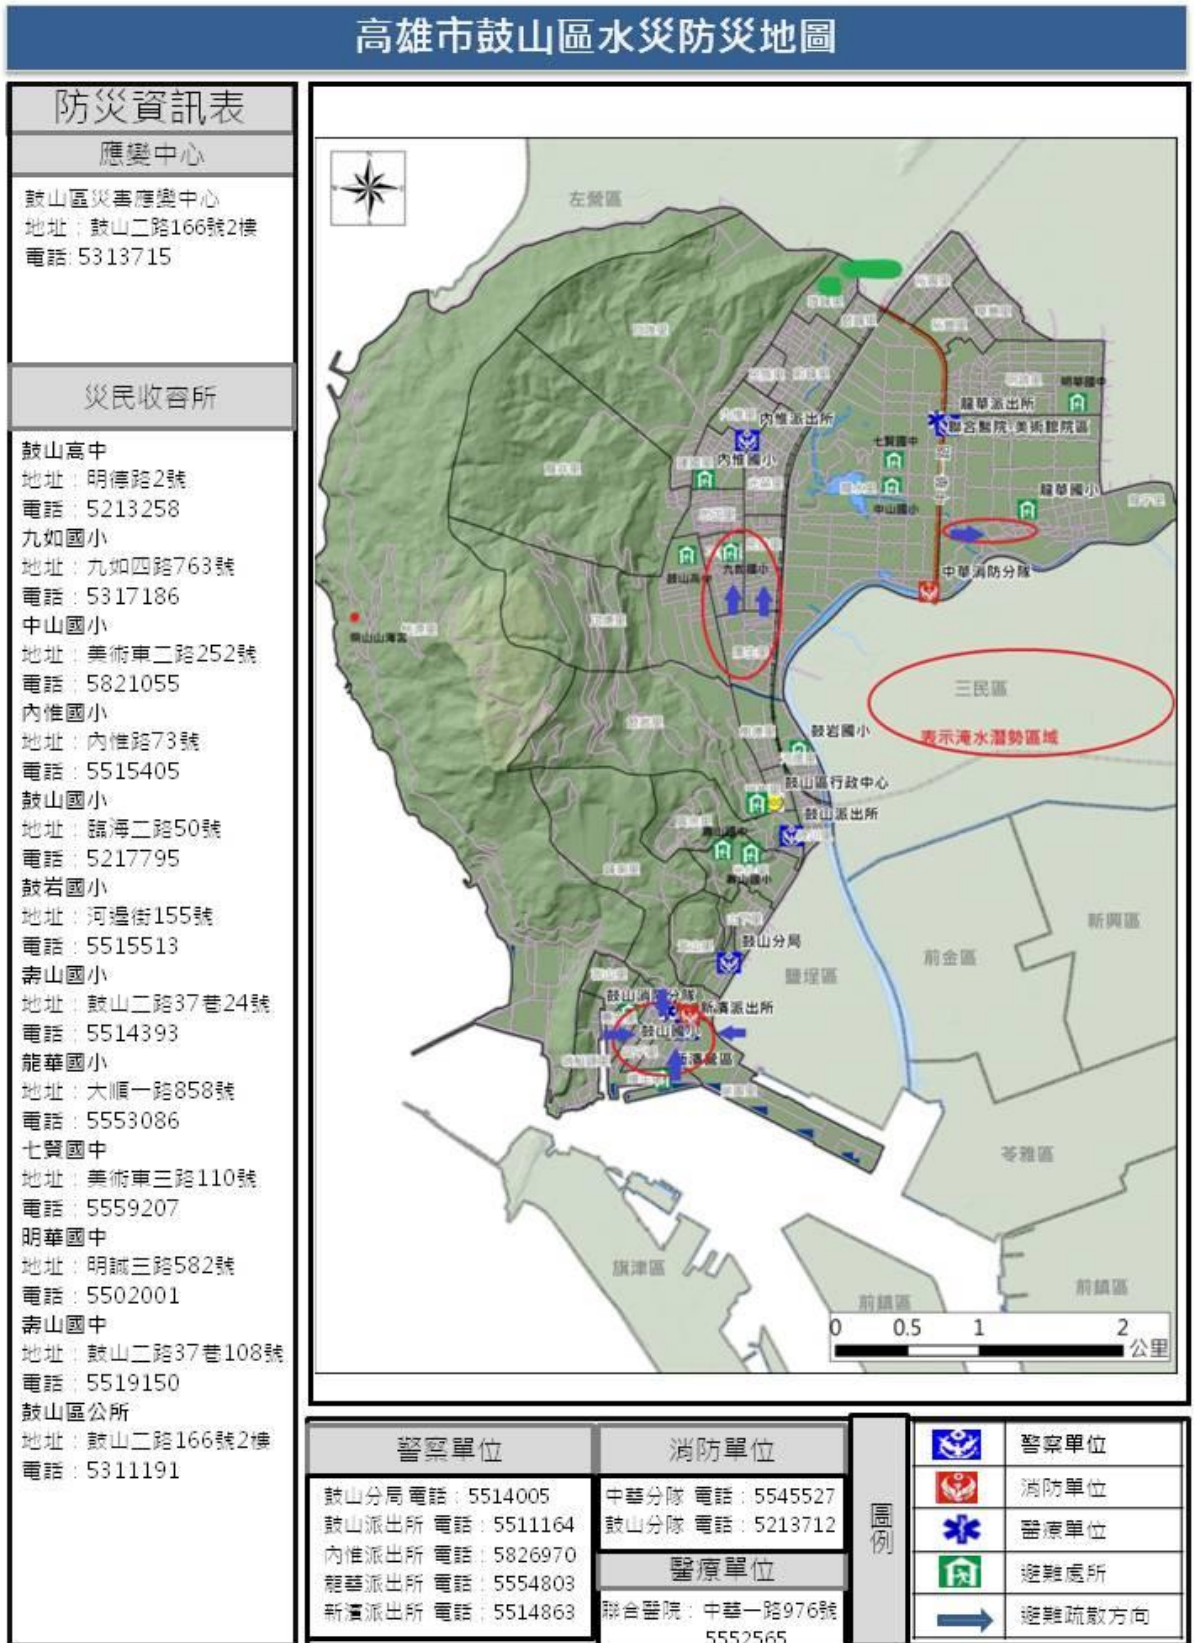 高雄市鼓山區水災防災地圖
防災資訊表
應變中心
鼓山區災害應變中心
地址：鼓山二路166號2樓
電話: 5313715
災民收容所
鼓山高中
地址：明德路2號
電話：5213258
九如國小
地址：九如四路763號
電話：5317186
中山國小
地址：美術東二路252號
電話：5821055
內惟國小
地址：內惟路73號
電話：5515405
鼓山國小
地址：臨海二路50號
電話：5217795
鼓岩國小
地址：河邊街155號
電話：5515513
壽山國小
地址：鼓山二路37巷24號
電話：5514393
龍華國小
地址：大順一路858號
電話：5553086
七賢國中
地址：美術東三路110號
電話：5559207
明華國中
地址：明誠三路582號
電話：5502001
壽山國中
地址：鼓山二路37巷108號
電話：5519150
鼓山區公所
地址：鼓山二路166號2樓
電話：5311191
左營區
明華國中
龍華派出所
內惟派出所
聯合醫院-美術館院區
七賢國中
內惟國小
龍華國小
中山國小
鼓山高中
九如國小
中華消防分隊
柴山山海宮
三民區
表示淹水潛勢區域
鼓岩國小
鼓山區行政中心
鼓山派出所
壽山國中
壽山國小
新興區
鼓山分局
前金區
鹽埕區
鼓山消防分隊
新濱派出所
鼓山國小
苓雅區
旗津區
前鎮區
前鎮區
0 0.5 1 2
公里
警察單位
鼓山分局 電話：5514005
鼓山派出所 電話：5511164
內惟派出所 電話：5826970
龍華派出所 電話：5554803
新濱派出所 電話：5514863
消防單位
中華分隊 電話：5545527
鼓山分隊 電話：5213712
醫療單位
聯合醫院：中華一路976號
5552565
圖例
警察單位
消防單位
醫療單位
避難處所
避難疏散方向